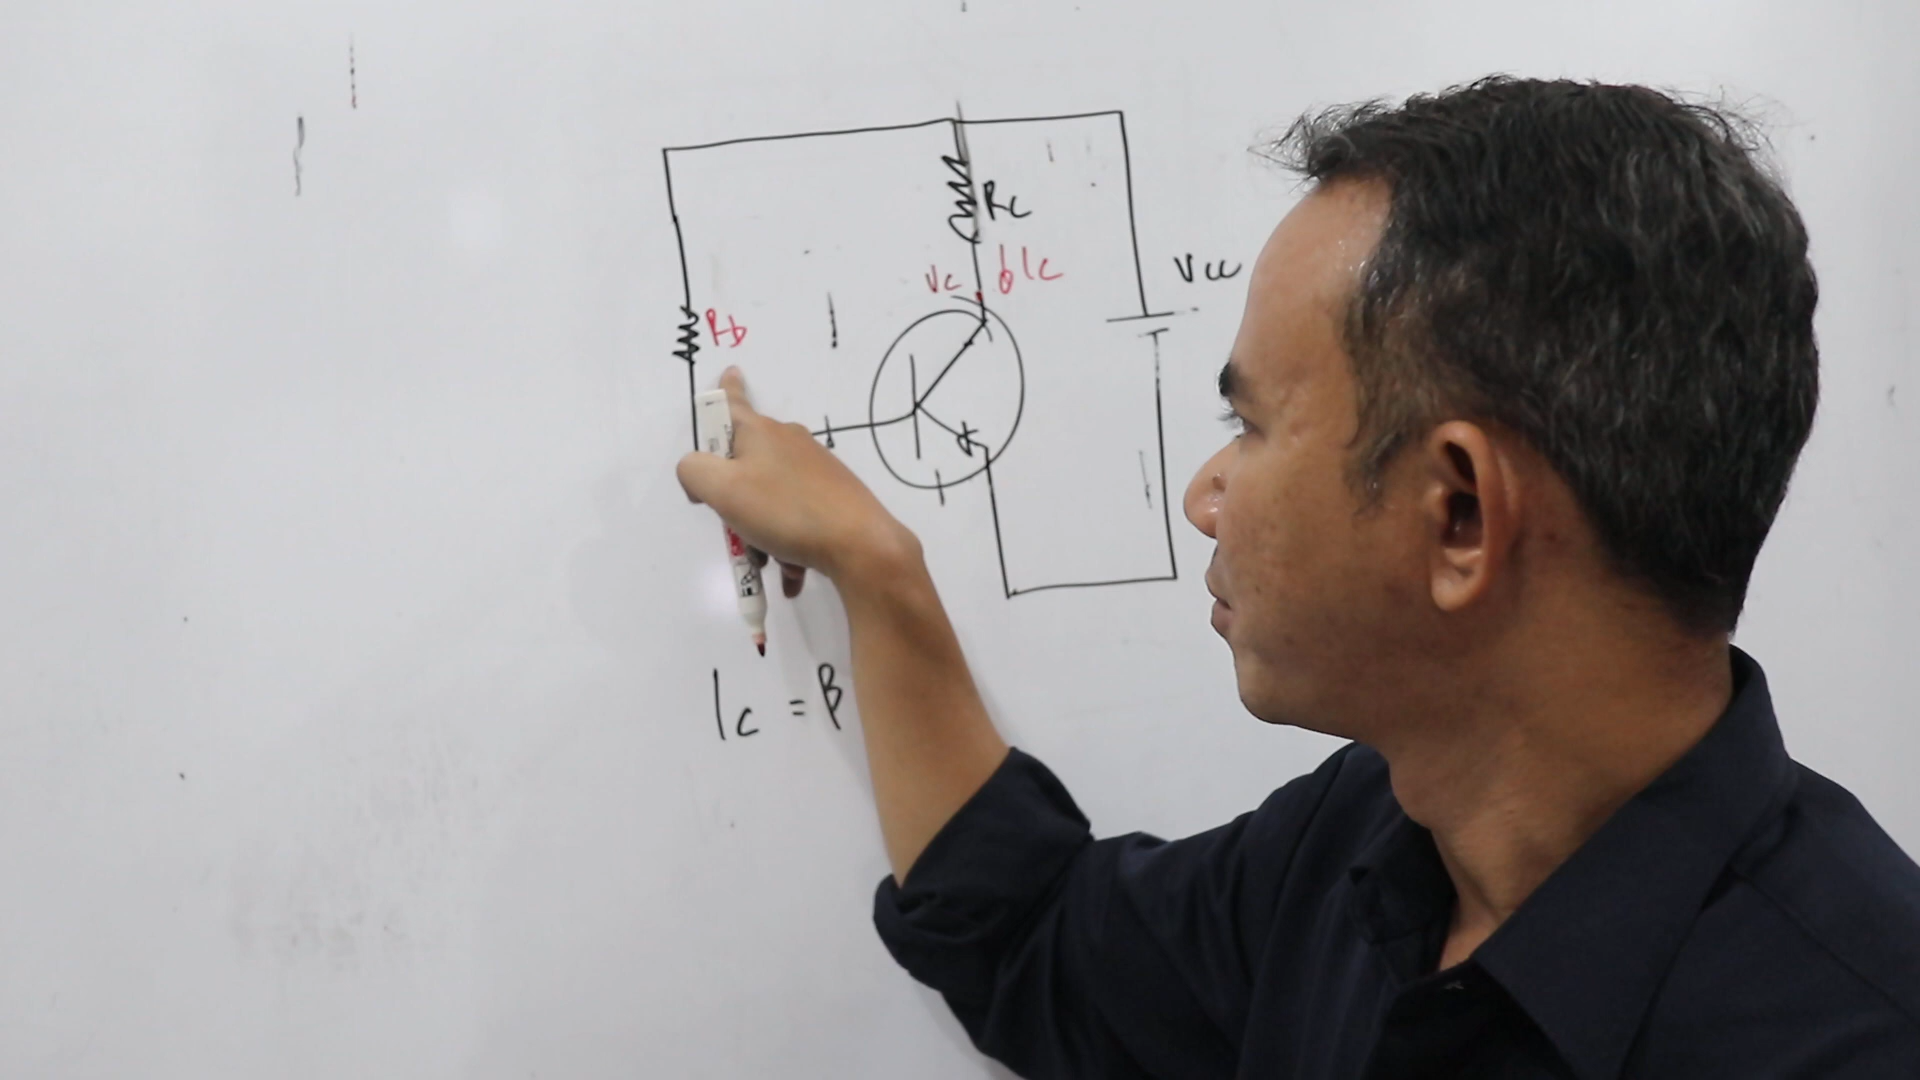 Rc
Vc Ic
Vcc
Rb
Ic = β